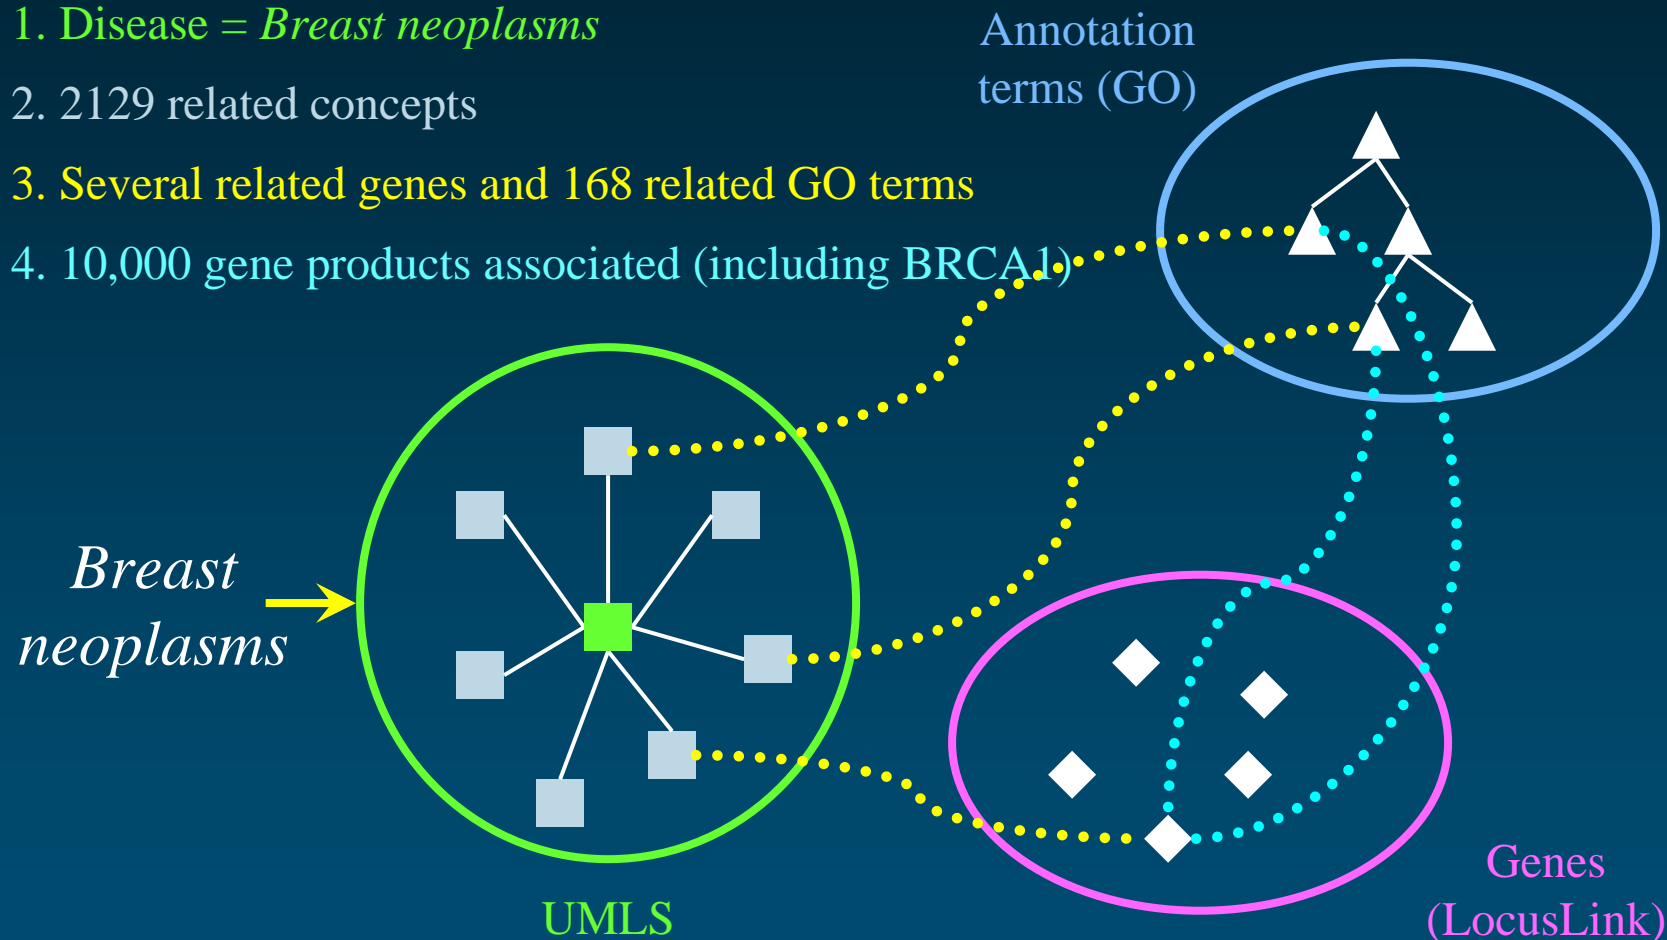 1. Disease = Breast neoplasms
2. 2129 related concepts
3. Several related genes and 168 related GO terms
4. 10,000 gene products associated (including BRCA1)
Annotation
terms (GO)
Breast
neoplasms
UMLS
Genes
(LocusLink)